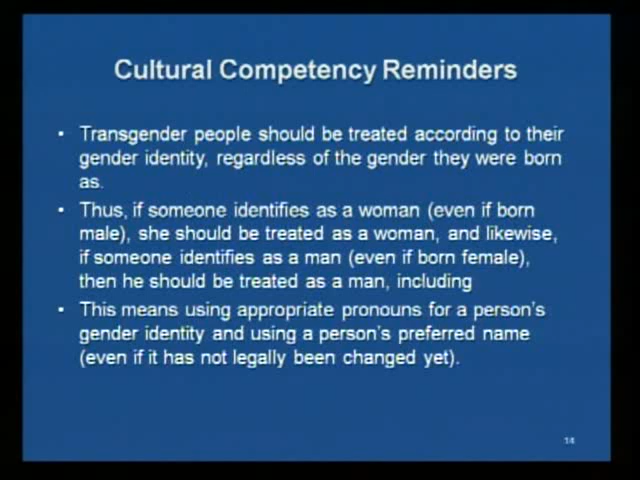 Cultural Competency Reminders
• Transgender people should be treated according to their
gender identity, regardless of the gender they were born
as.
• Thus, if someone identifies as a woman (even if born
male), she should be treated as a woman, and likewise,
if someone identifies as a man (even if born female),
then he should be treated as a man, including
• This means using appropriate pronouns for a person's
gender identity and using a person's preferred name
(even if it has not legally been changed yet).
14